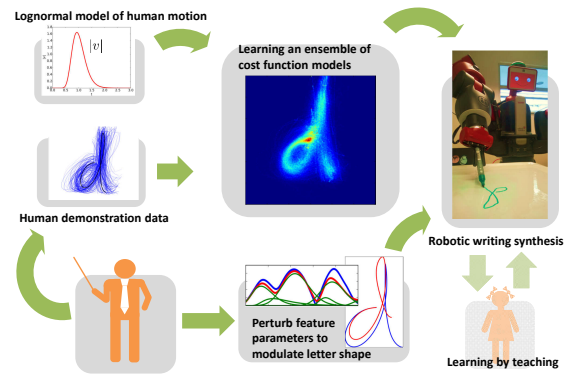 Lognormal model of human motion
|v|
Learning an ensemble of
cost function models
Human demonstration data
Robotic writing synthesis
Perturb feature
parameters to
modulate letter shape
Learning by teaching